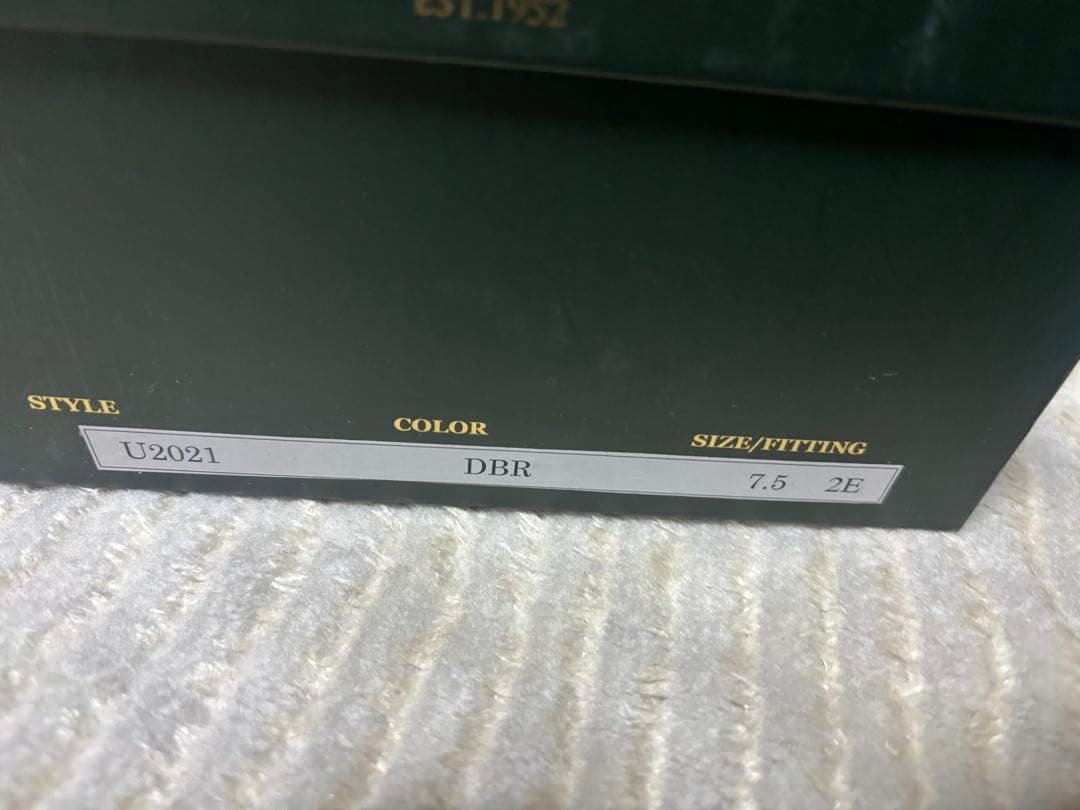 EST.1952
STYLE COLOR SIZE/FITTING
U2021 DBR 7.5 2E